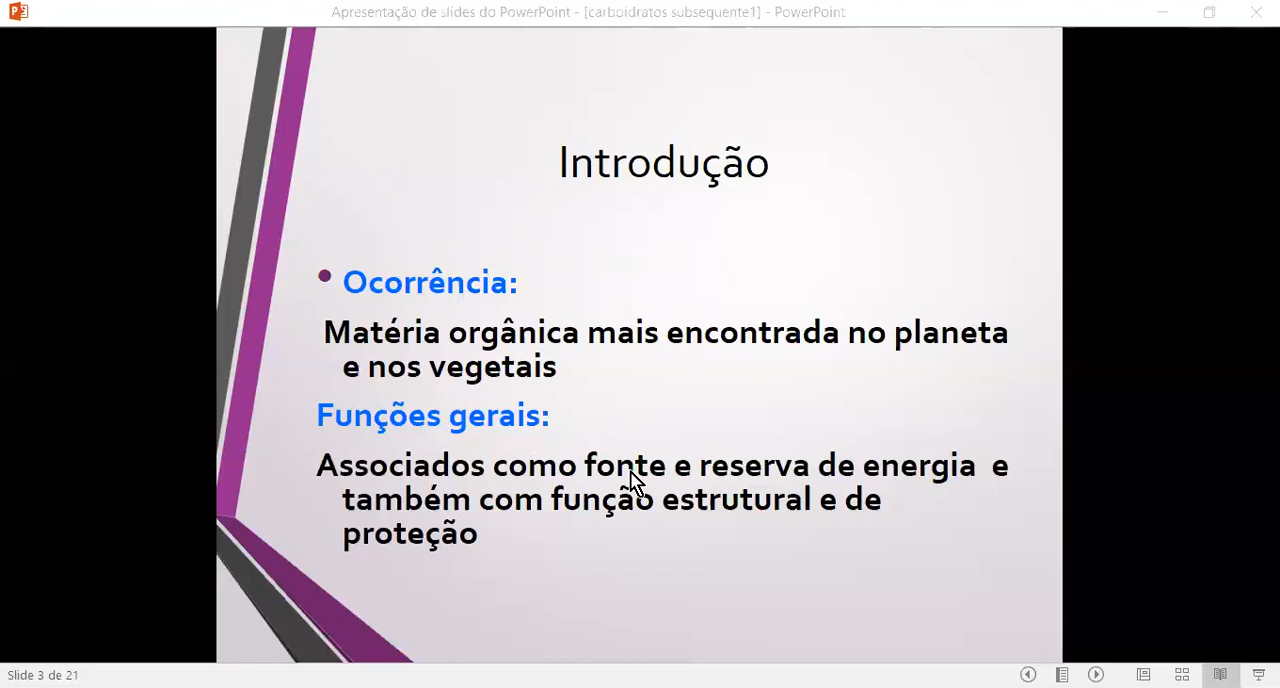 Apresentação de slides do PowerPoint - [carboidratos subsequente1] - PowerPoint
Introdução
• Ocorrência:
Matéria orgânica mais encontrada no planeta
e nos vegetais
Funções gerais:
Associados como fonte e reserva de energia e
também com função estrutural e de
proteção
Slide 3 de 21